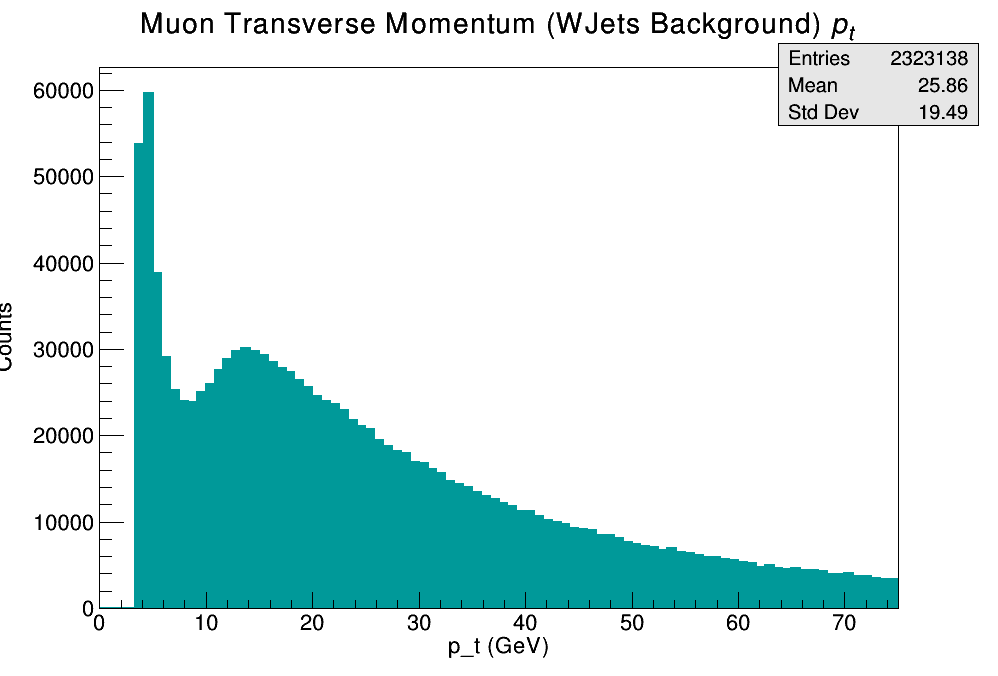 Muon Transverse Momentum (WJets Background) pt
Entries 2323138
Mean 25.86
Std Dev 19.49
60000
50000
40000
30000
20000
10000
0
Counts
0 10 20 30 40 50 60 70
p_t (GeV)